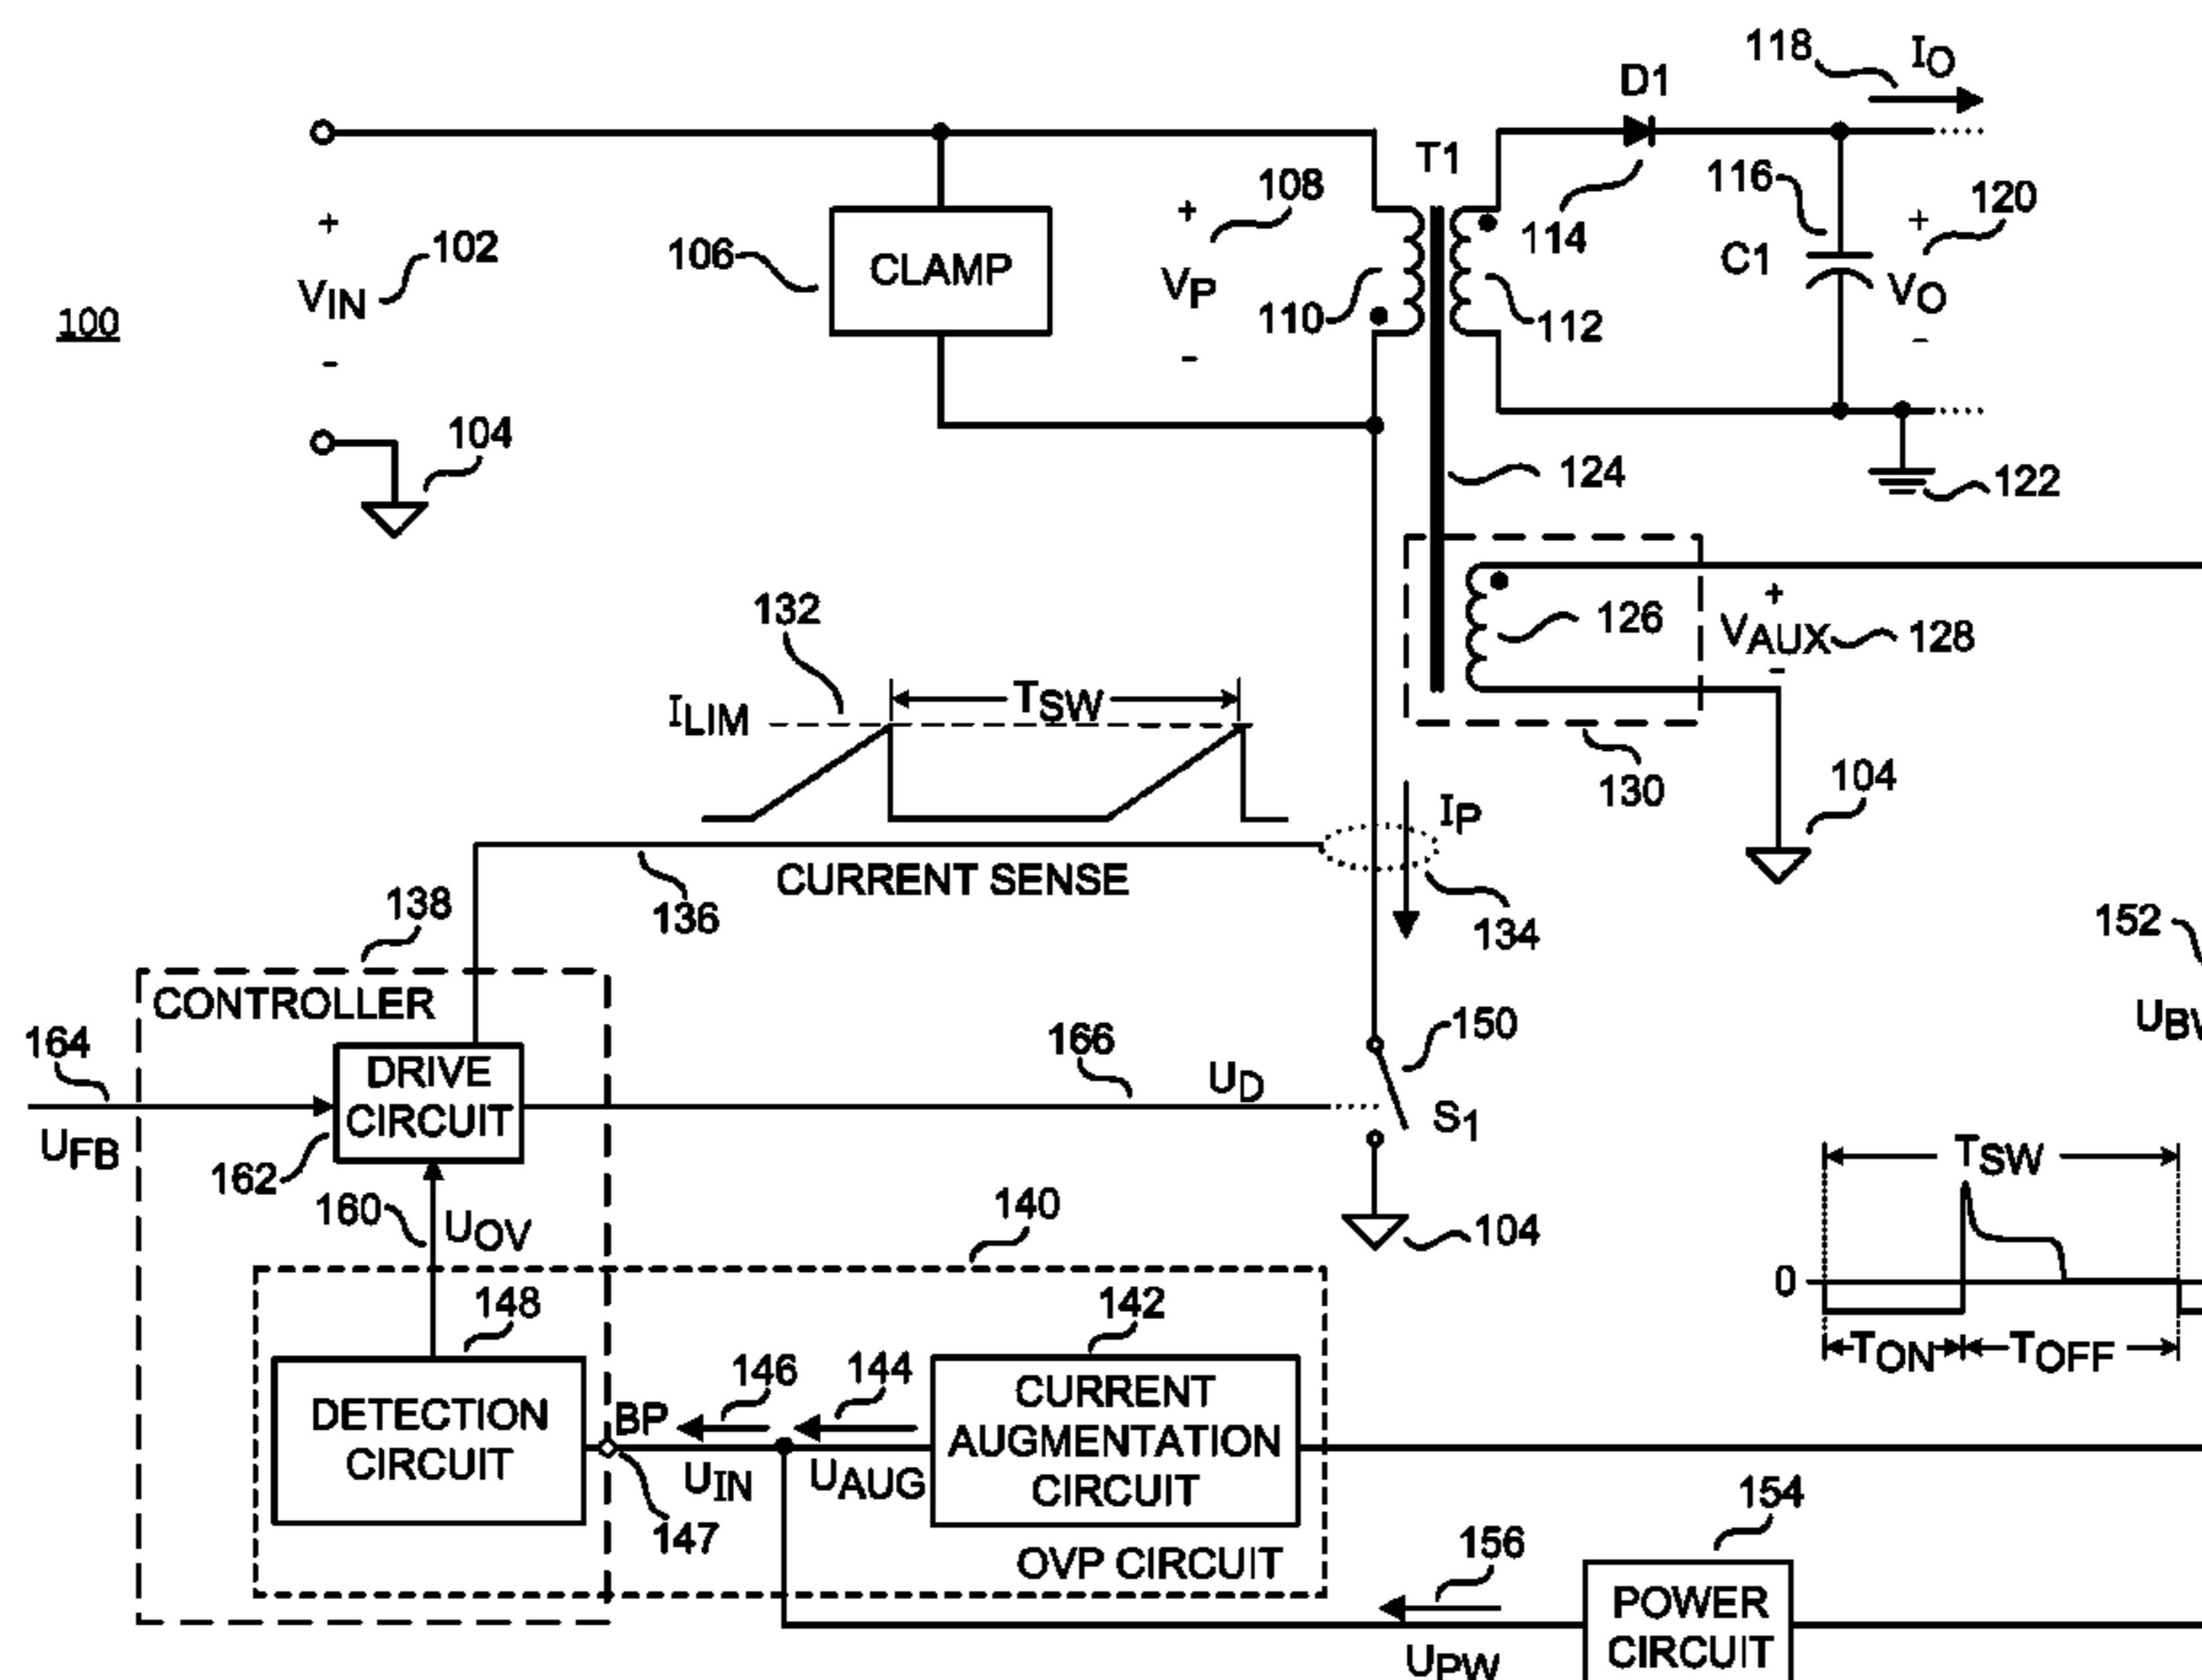 118
IO
D1
T1
108
116
120
+
+
+
102
106
CLAMP
114
C1
VIN
VP
VO
100
110
112
-
-
-
104
124
122
132
126
+
VAUX
128
-
ILIM
TSW
130
104
IP
CURRENT SENSE
138
136
134
152
CONTROLLER
164
166
150
DRIVE
CIRCUIT
UD
S1
UFB
162
TSW
160
UOV
140
104
148
142
0
146
144
TON
TOFF
DETECTION
CIRCUIT
BP
CURRENT
AUGMENTATION
CIRCUIT
UIN
UAUG
147
154
156
OVP CIRCUIT
POWER
CIRCUIT
UPW